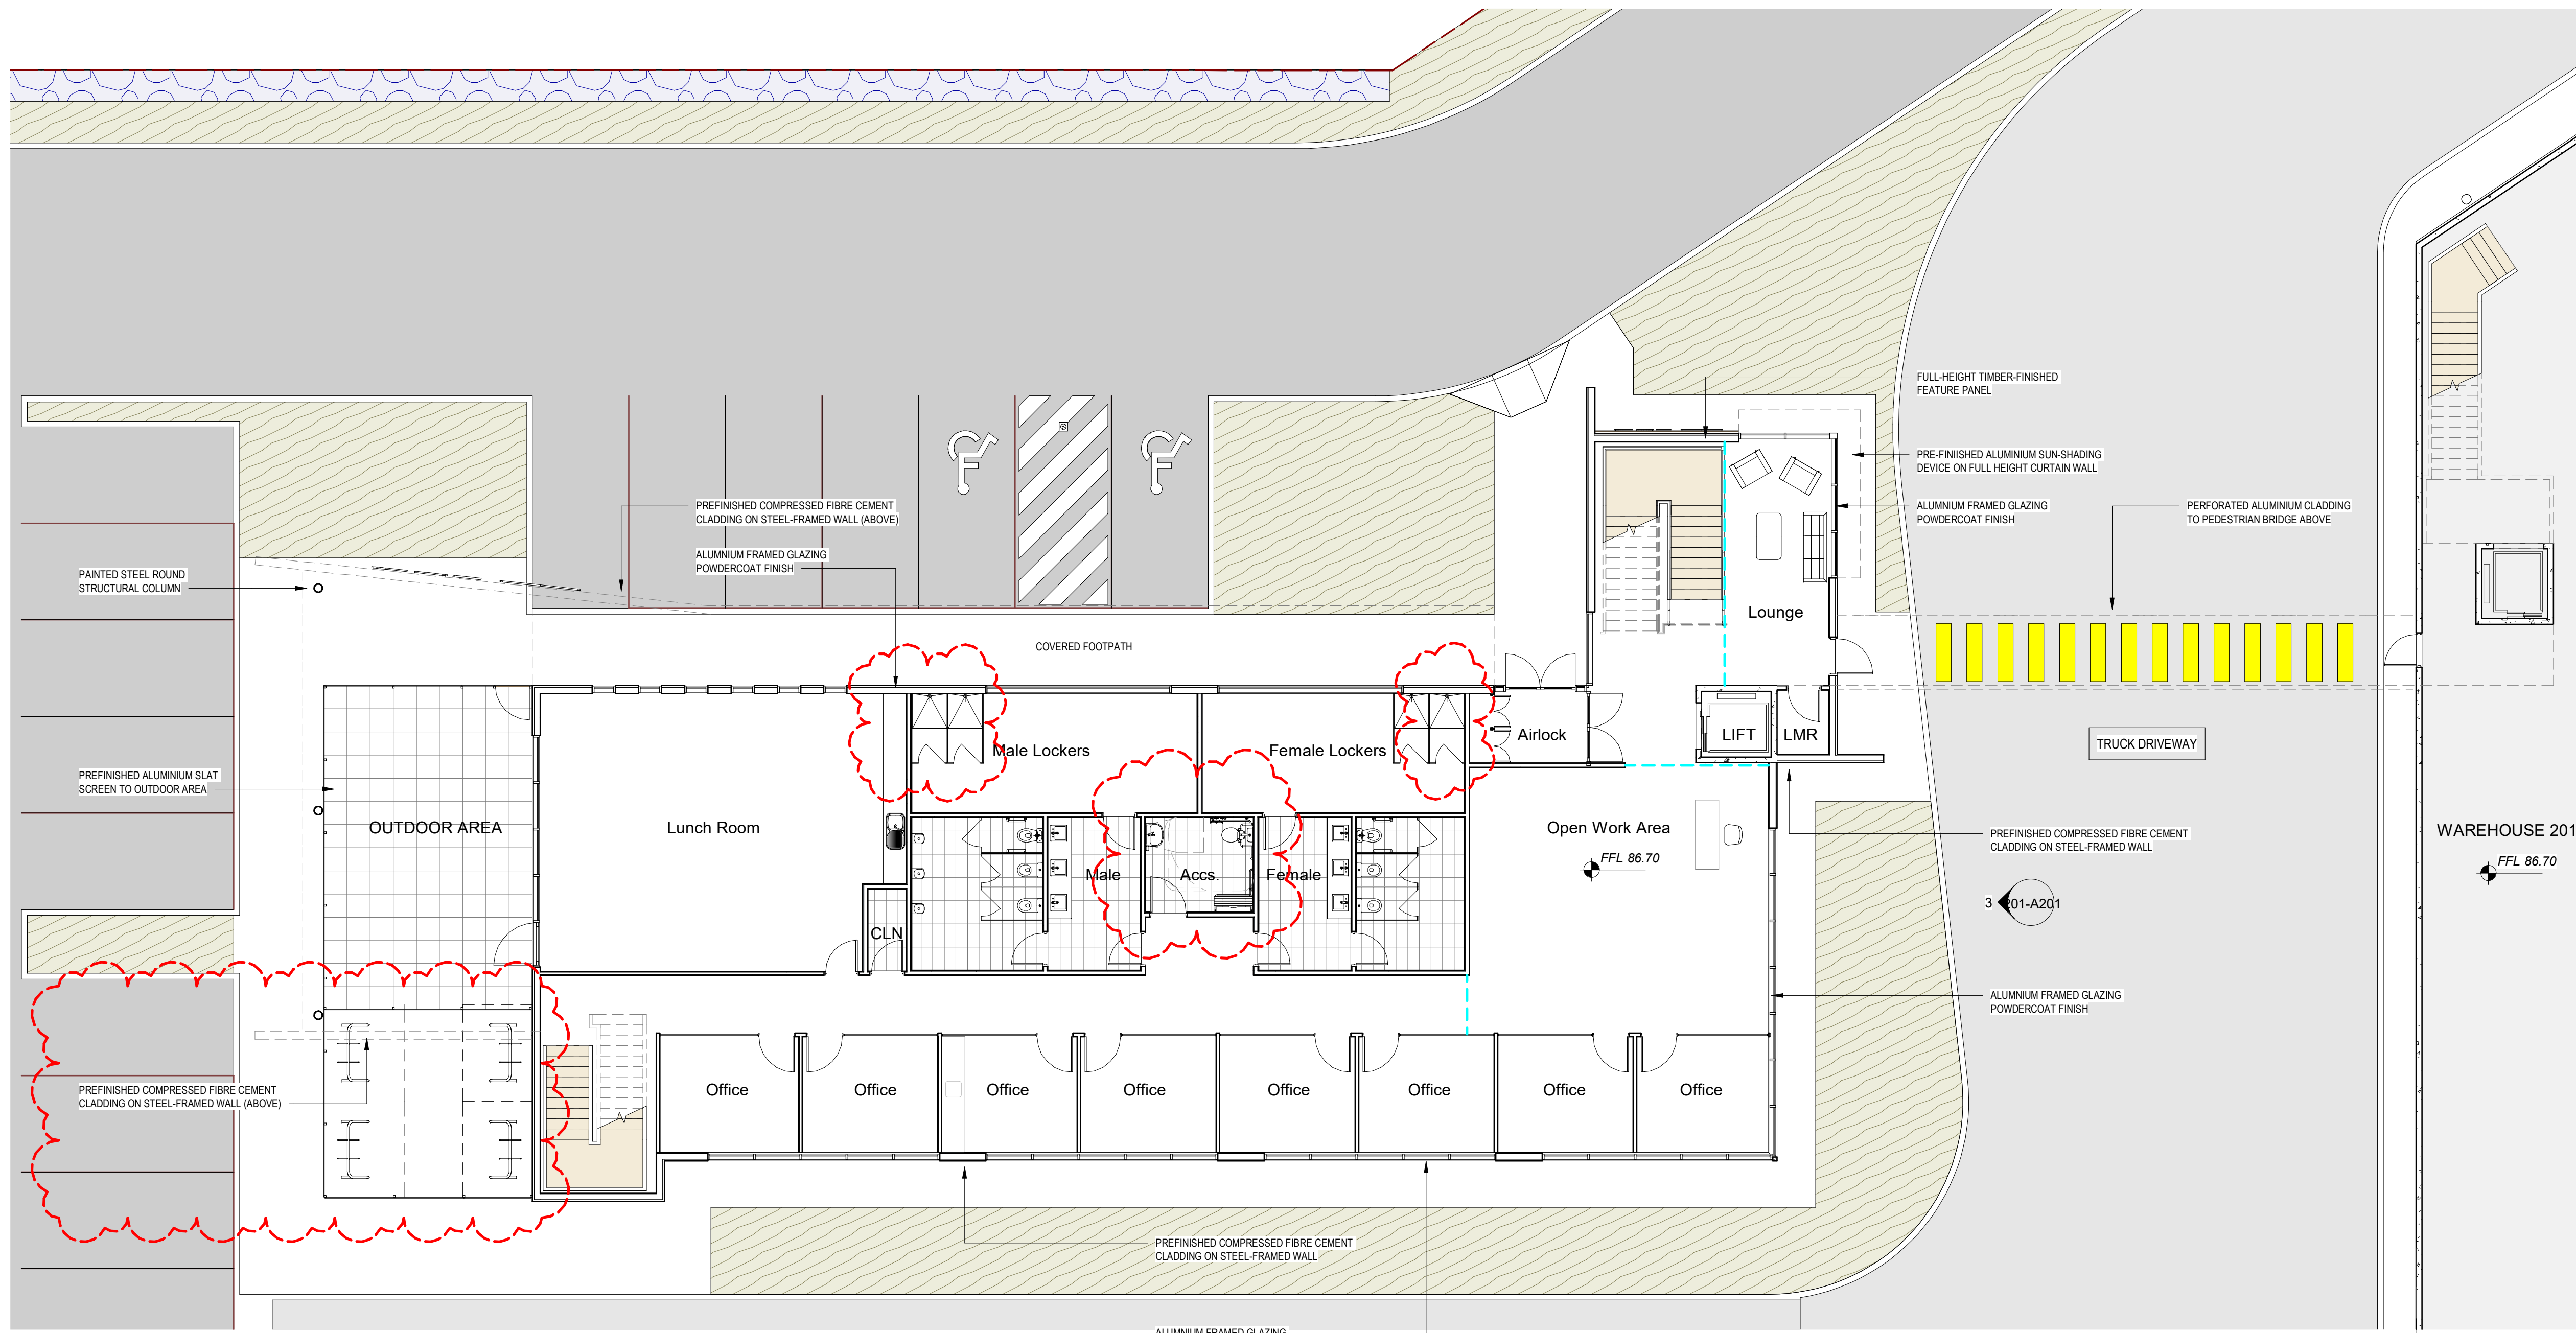 FULL-HEIGHT TIMBER-FINISHED
FEATURE PANEL
PRE-FINIISHED ALUMINIUM SUN-SHADING
DEVICE ON FULL HEIGHT CURTAIN WALL
PREFINISHED COMPRESSED FIBRE CEMENT
CLADDING ON STEEL-FRAMED WALL (ABOVE)
ALUMNIUM FRAMED GLAZING
POWDERCOAT FINISH
PERFORATED ALUMINIUM CLADDING
TO PEDESTRIAN BRIDGE ABOVE
ALUMNIUM FRAMED GLAZING
POWDERCOAT FINISH
PAINTED STEEL ROUND
STRUCTURAL COLUMN
Lounge
COVERED FOOTPATH
Airlock
LIFT
LMR
TRUCK DRIVEWAY
Male Lockers
Female Lockers
PREFINISHED ALUMINIUM SLAT
SCREEN TO OUTDOOR AREA
OUTDOOR AREA
Lunch Room
Open Work Area
FFL 86.70
PREFINISHED COMPRESSED FIBRE CEMENT
CLADDING ON STEEL-FRAMED WALL
WAREHOUSE 201
FFL 86.70
Male
Accs.
Female
3
201-A201
CLN
ALUMNIUM FRAMED GLAZING
POWDERCOAT FINISH
PREFINISHED COMPRESSED FIBRE CEMENT
CLADDING ON STEEL-FRAMED WALL (ABOVE)
Office
Office
Office
Office
Office
Office
Office
Office
PREFINISHED COMPRESSED FIBRE CEMENT
CLADDING ON STEEL-FRAMED WALL
ALUMNIUM FRAMED GLAZING